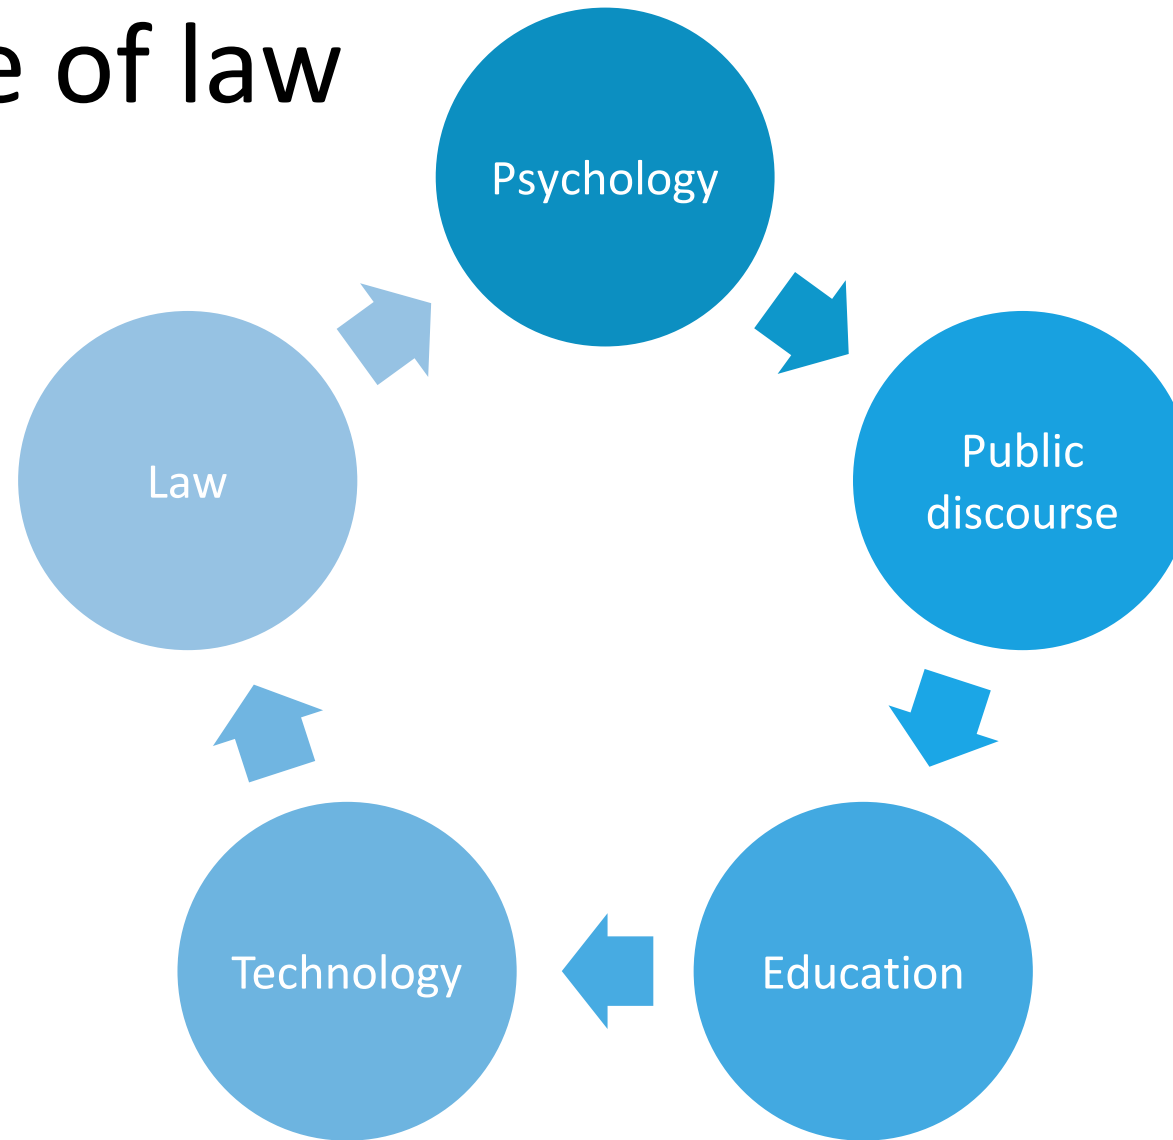 e of law
Psychology
Public
discourse
Education
Technology
Law